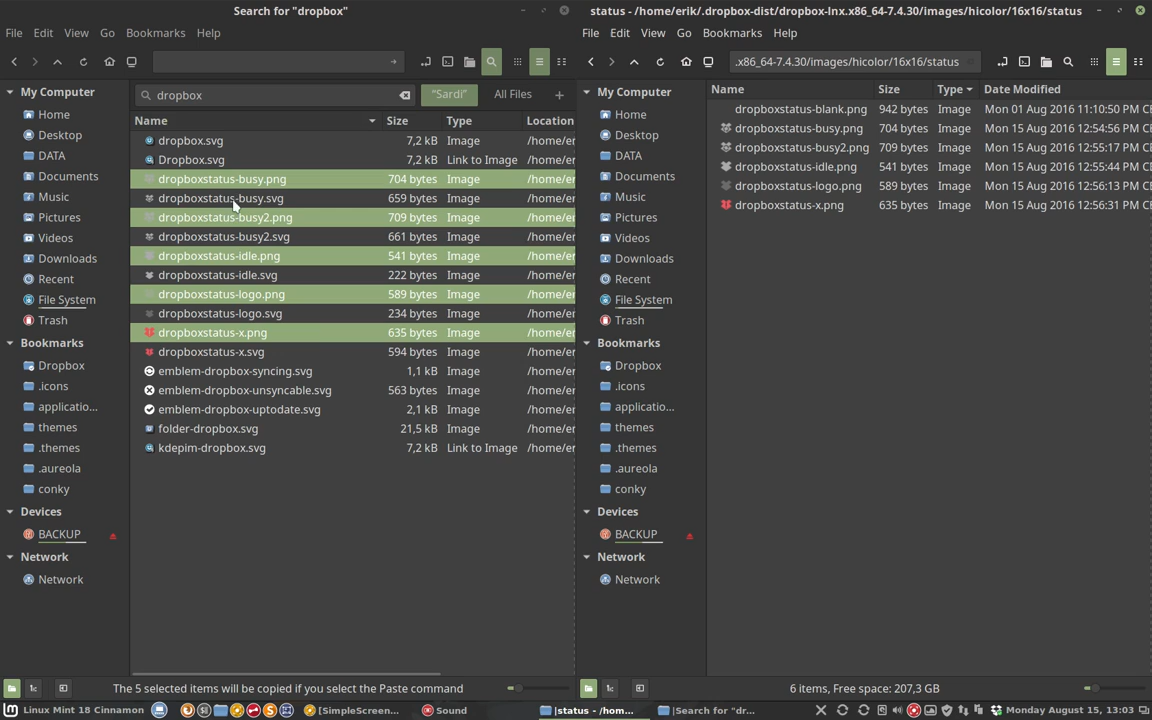 Search for "dropbox"
File Edit View Go Bookmarks Help
dropbox "Sardi" All Files
My Computer
Home
Desktop
DATA
Documents
Music
Pictures
Videos
Downloads
Recent
File System
Trash
Bookmarks
Dropbox
.icons
applicatio...
themes
.themes
.aureola
conky
Devices
BACKUP
Network
Network
Name Size Type Location
dropbox.svg 7,2 kB Image /home/er
Dropbox.svg 7,2 kB Link to Image /home/er
dropboxstatus-busy.png 704 bytes Image /home/er
dropboxstatus-busy.svg 659 bytes Image /home/er
dropboxstatus-busy2.png 709 bytes Image /home/er
dropboxstatus-busy2.svg 661 bytes Image /home/er
dropboxstatus-idle.png 541 bytes Image /home/er
dropboxstatus-idle.svg 222 bytes Image /home/er
dropboxstatus-logo.png 589 bytes Image /home/er
dropboxstatus-logo.svg 234 bytes Image /home/er
dropboxstatus-x.png 635 bytes Image /home/er
dropboxstatus-x.svg 594 bytes Image /home/er
emblem-dropbox-syncing.svg 1,1 kB Image /home/er
emblem-dropbox-unsyncable.svg 563 bytes Image /home/er
emblem-dropbox-uptodate.svg 2,1 kB Image /home/er
folder-dropbox.svg 21,5 kB Image /home/er
kdepim-dropbox.svg 7,2 kB Link to Image /home/er
The 5 selected items will be copied if you select the Paste command
status - /home/erik/.dropbox-dist/dropbox-lnx.x86_64-7.4.30/images/hicolor/16x16/status
File Edit View Go Bookmarks Help
.x86_64-7.4.30/images/hicolor/16x16/status
My Computer
Home
Desktop
DATA
Documents
Music
Pictures
Videos
Downloads
Recent
File System
Trash
Bookmarks
Dropbox
.icons
applicatio...
themes
.themes
.aureola
conky
Devices
BACKUP
Network
Network
Name Size Type Date Modified
dropboxstatus-blank.png 942 bytes Image Mon 01 Aug 2016 11:10:50 PM CE
dropboxstatus-busy.png 704 bytes Image Mon 15 Aug 2016 12:54:56 PM CE
dropboxstatus-busy2.png 709 bytes Image Mon 15 Aug 2016 12:55:17 PM CE
dropboxstatus-idle.png 541 bytes Image Mon 15 Aug 2016 12:55:44 PM CE
dropboxstatus-logo.png 589 bytes Image Mon 15 Aug 2016 12:56:13 PM CE
dropboxstatus-x.png 635 bytes Image Mon 15 Aug 2016 12:56:31 PM CE
6 items, Free space: 207,3 GB
Linux Mint 18 Cinnamon [SimpleScreen... Sound |status - /hom... |Search for "dr... Monday August 15, 13:03